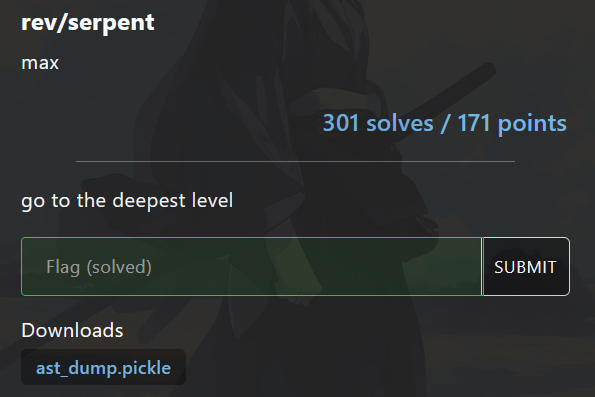 rev/serpent
max
301 solves / 171 points
go to the deepest level
Flag (solved)
SUBMIT
Downloads
ast_dump.pickle